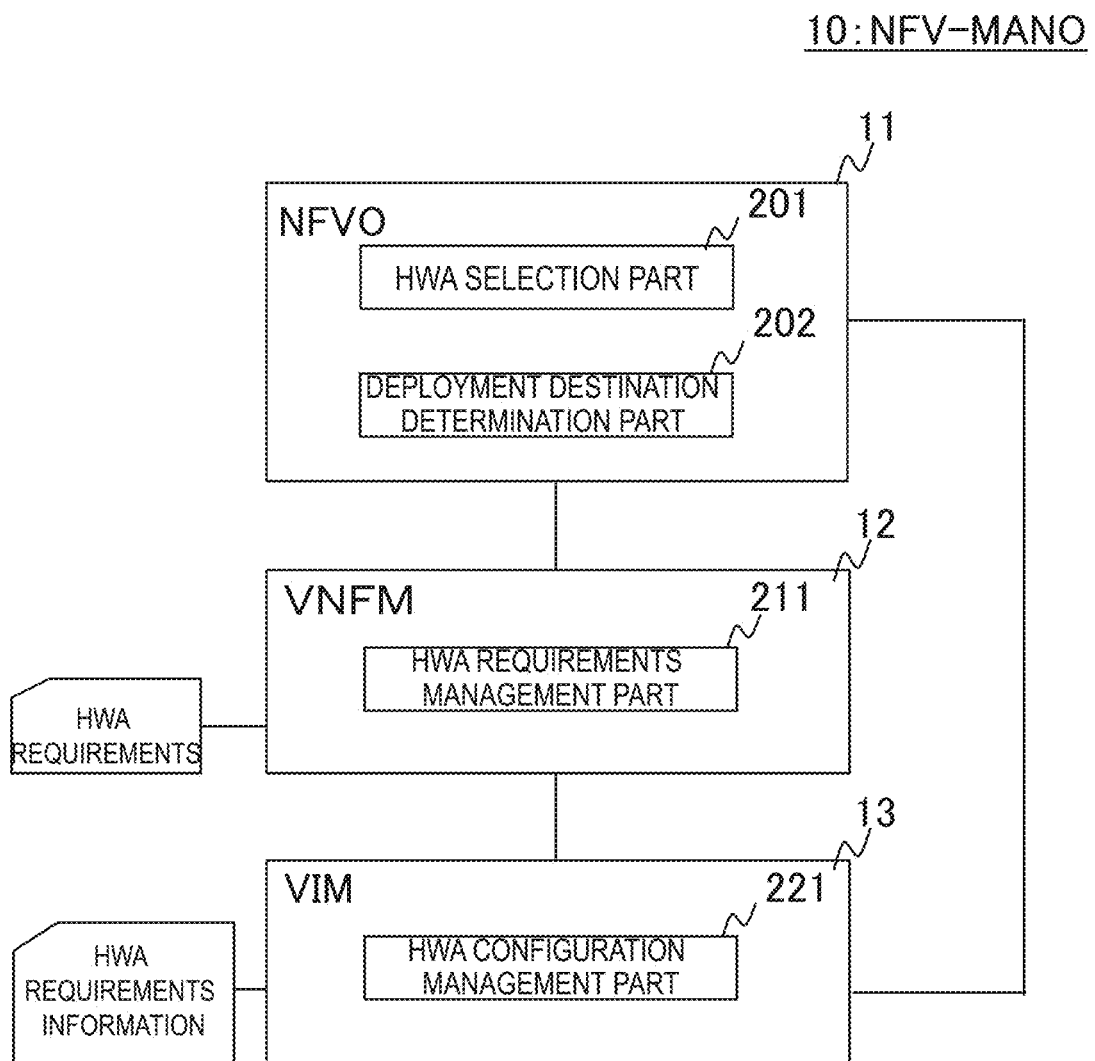 10:NFV-MANO
11
NFVO
201
HWA SELECTION PART
202
DEPLOYMENT DESTINATION
DETERMINATION PART
12
VNFM
211
HWA REQUIREMENTS
MANAGEMENT PART
HWA
REQUIREMENTS
13
VIM
221
HWA CONFIGURATION
MANAGEMENT PART
HWA
REQUIREMENTS
INFORMATION